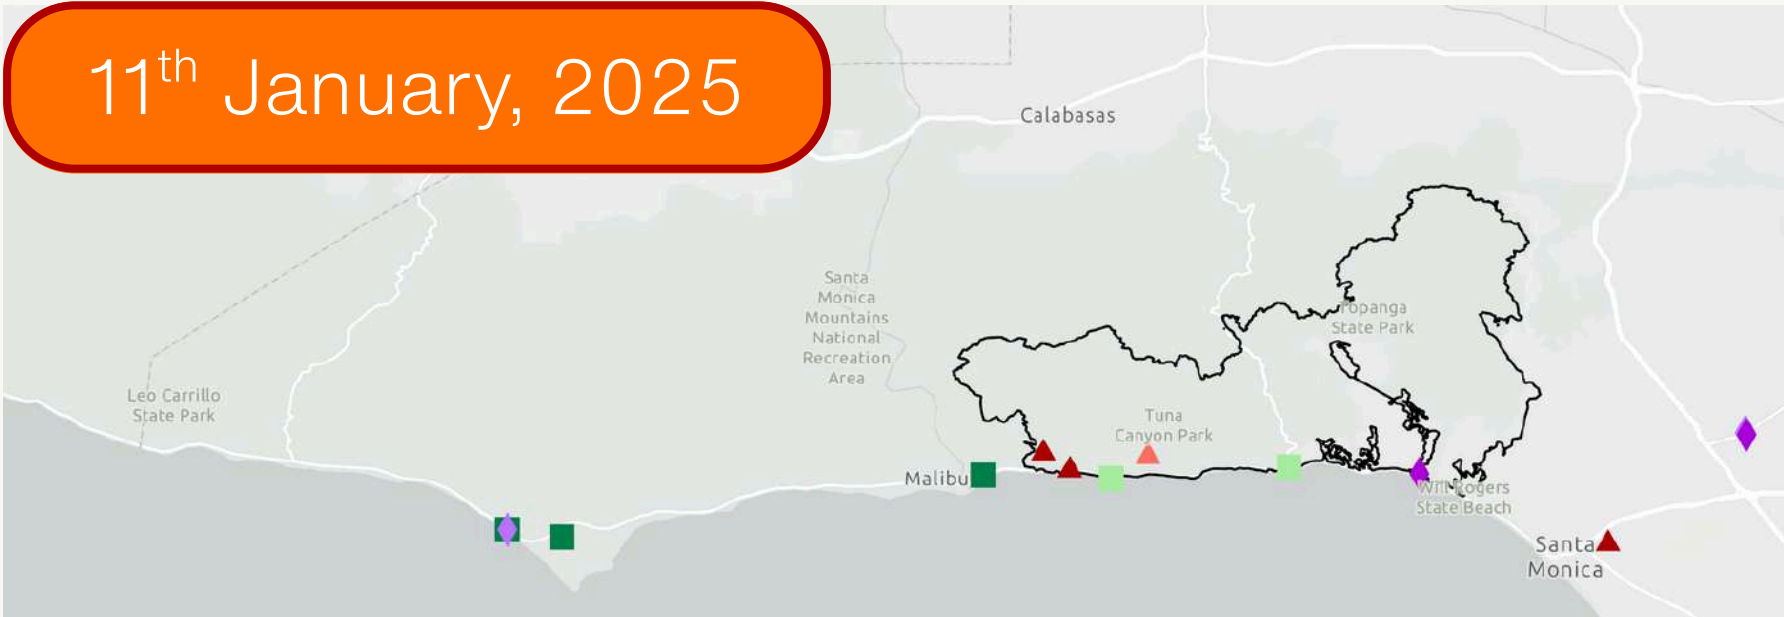 11th January, 2025
Calabasas
Santa
Monica
Mountains
National
Recreation
Area
Topanga
State Park
Leo Carrillo
State Park
Tuna
Canyon Park
Malibu
Will Rogers
State Beach
Santa
Monica